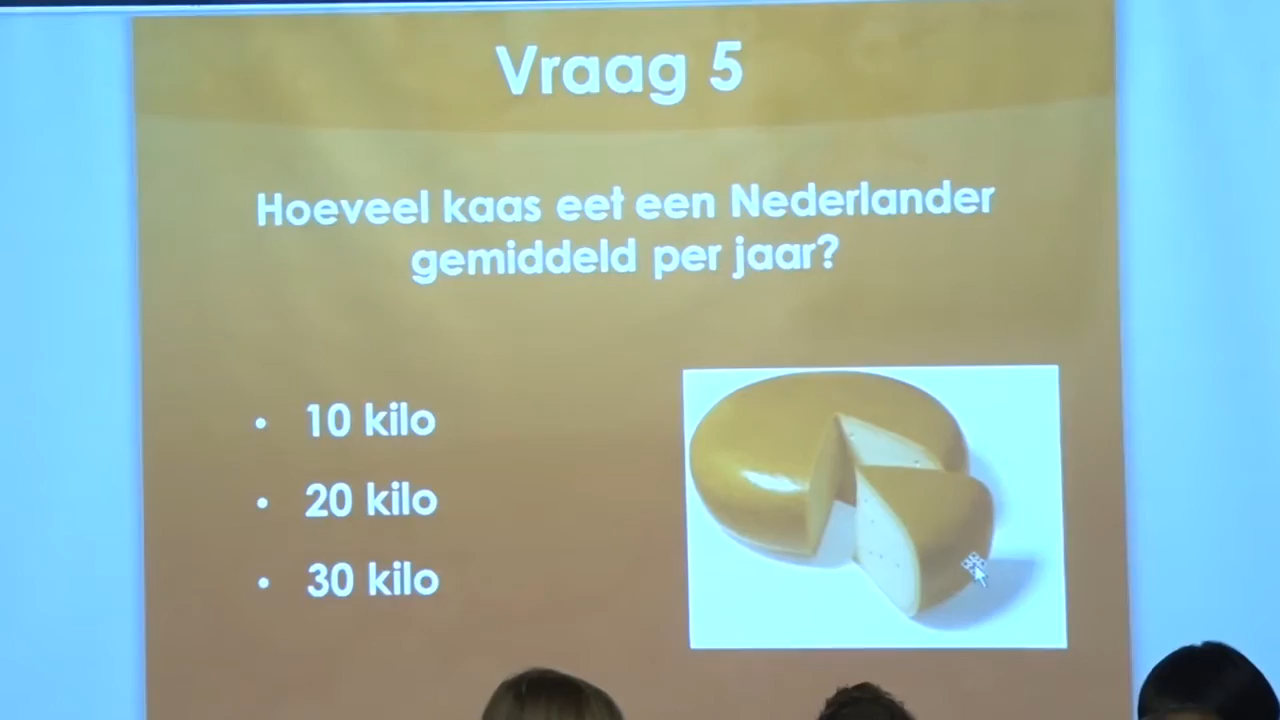 Vraag 5
Hoeveel kaas eet een Nederlander
gemiddeld per jaar?
• 10 kilo
• 20 kilo
• 30 kilo